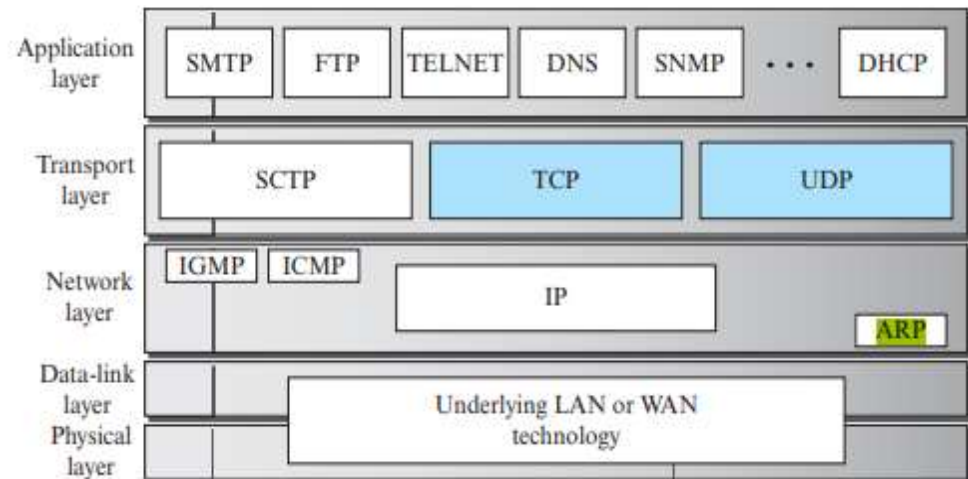 Application
layer
SMTP FTP TELNET DNS SNMP • • • DHCP
Transport
layer
SCTP TCP UDP
IGMP ICMP
Network
layer
IP
ARP
Data-link
layer
Underlying LAN or WAN
technology
Physical
layer